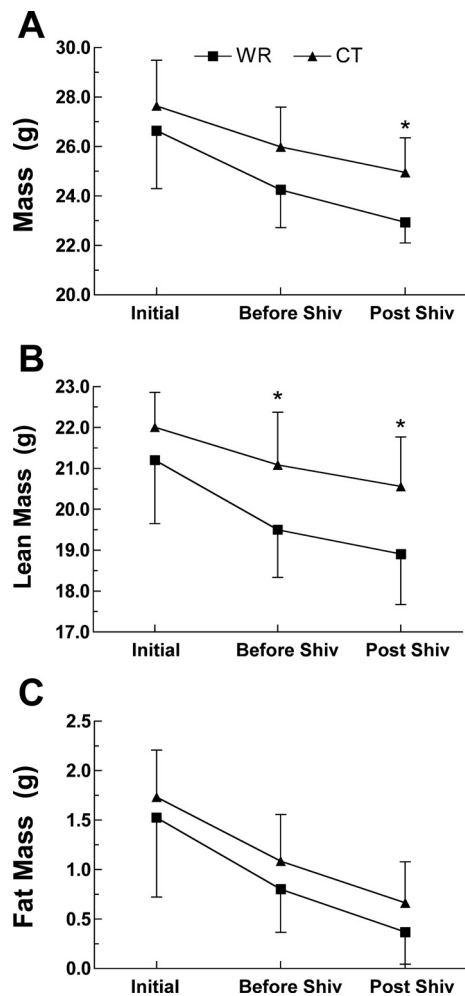 A
30.0
WR CT
28.0
*
26.0
24.0
22.0
20.0
Mass (g)
Initial Before Shiv Post Shiv
B
23.0
* *
22.0
21.0
20.0
19.0
18.0
17.0
Lean Mass (g)
Initial Before Shiv Post Shiv
C
2.5
2.0
1.5
1.0
0.5
0.0
Fat Mass (g)
Initial Before Shiv Post Shiv